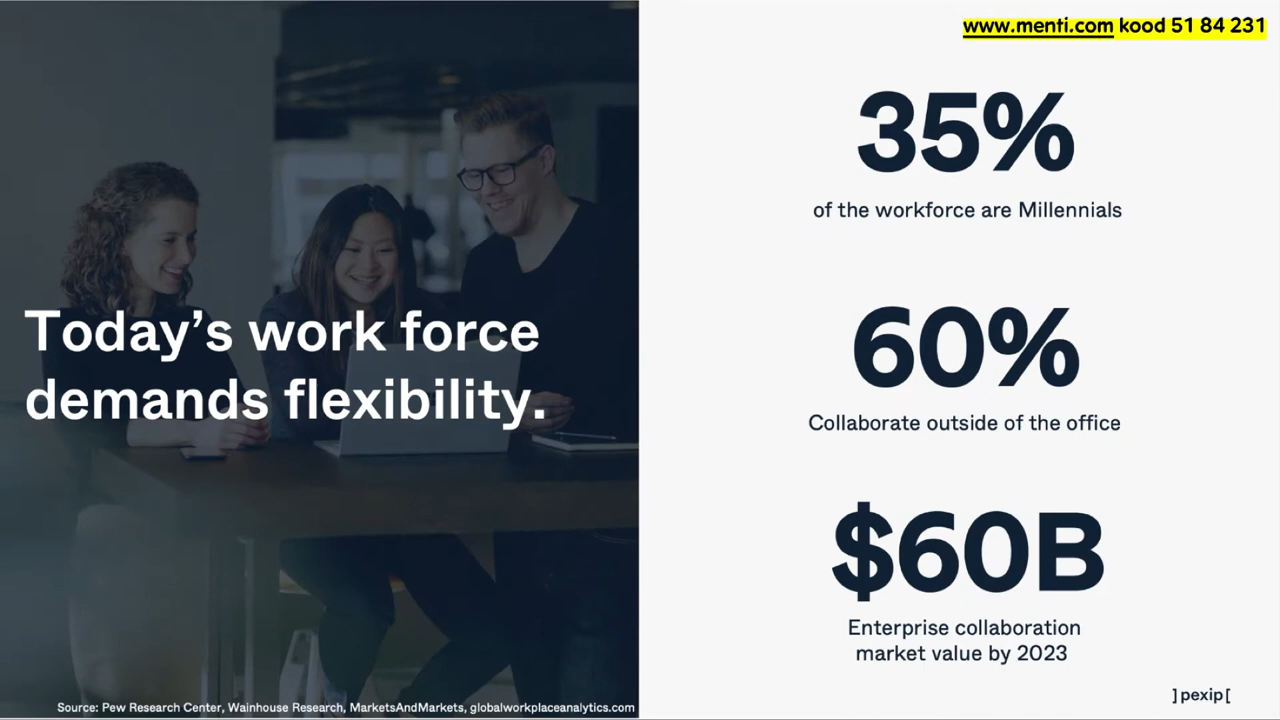 www.menti.com kood 51 84 231
Today's work force
demands flexibility.
35%
of the workforce are Millennials
60%
Collaborate outside of the office
$60B
Enterprise collaboration
market value by 2023
Source: Pew Research Center, Wainhouse Research, MarketsAndMarkets, globalworkplaceanalytics.com
]pexip[